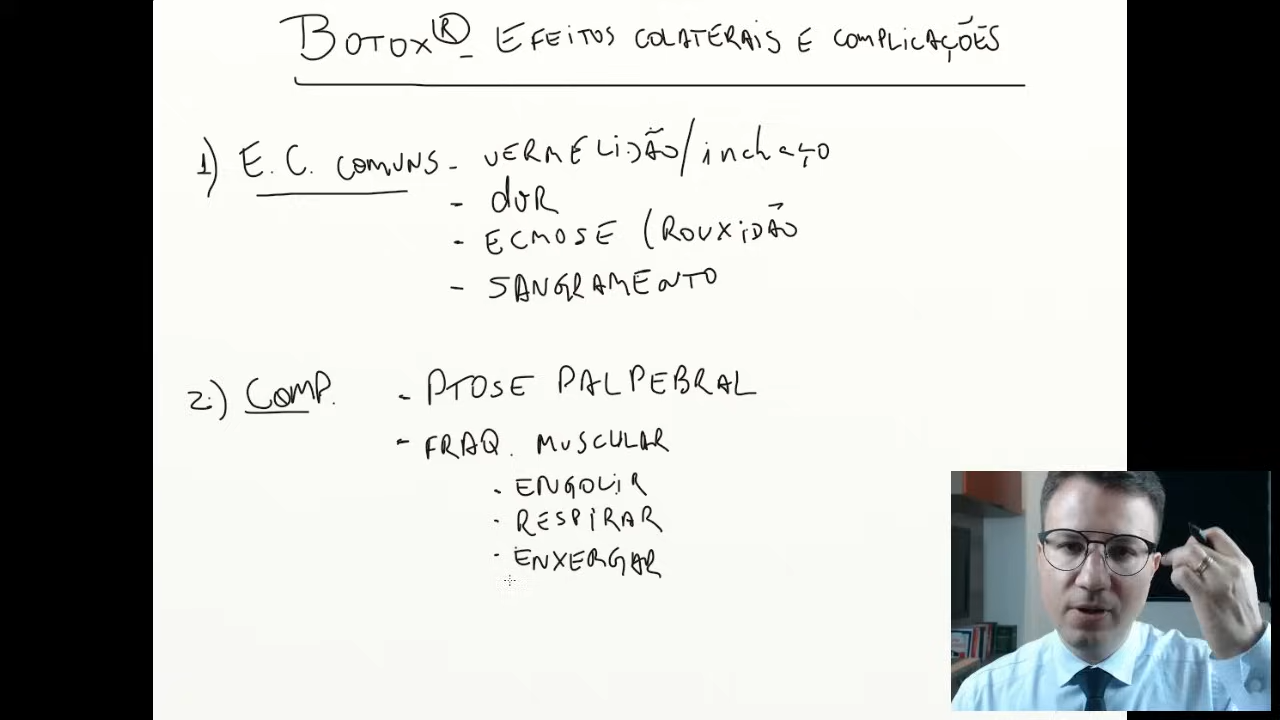 BOTOX® - EFEITOS COLATERAIS E COMPLICAÇÕES
1) E.C. COMUNS - VERMELIDÃO/inchaço
- dOR
- ECMOSE (ROUXIDÃO
- SANGRAMENTO
2) COMP. - PTOSE PALPEBRAL
- FRAQ. MUSCULAR
• ENGOLIR
• RESPIRAR
• ENXERGAR